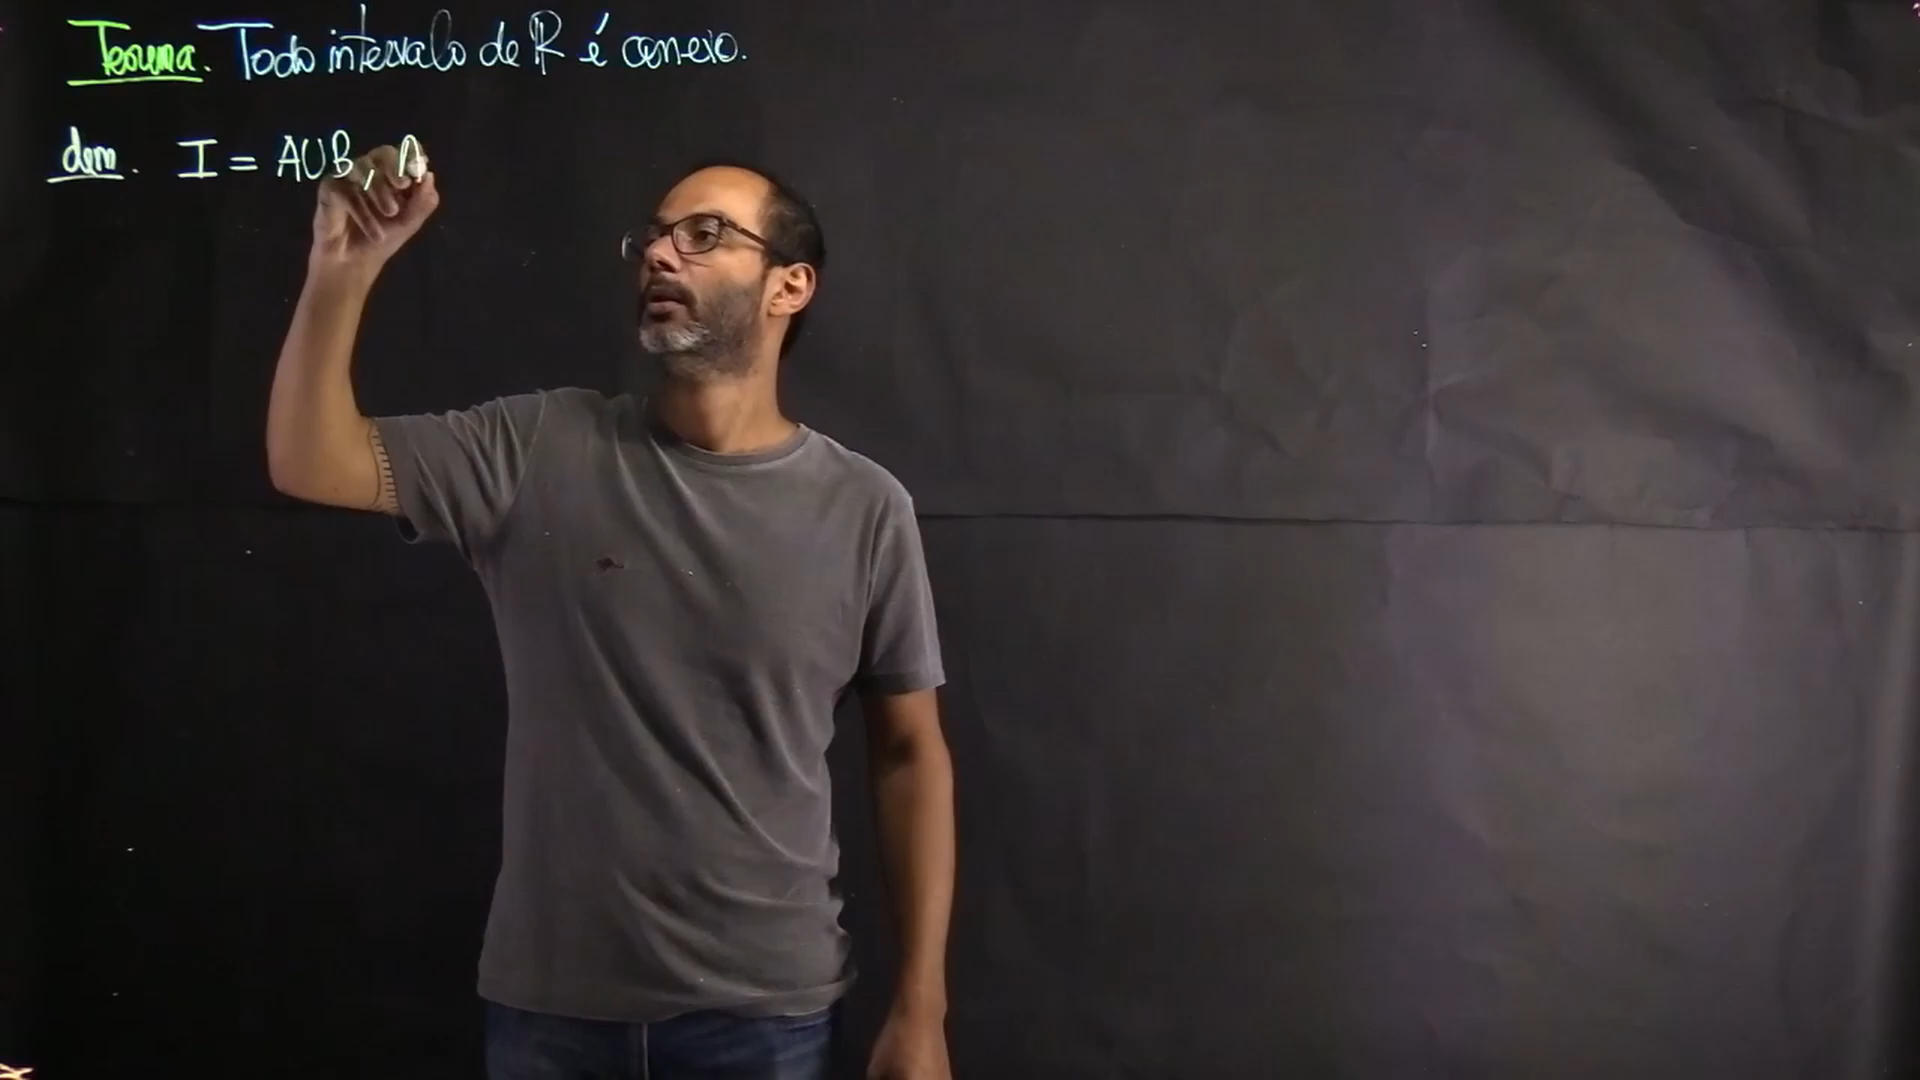 Teorema. Todo intervalo de ℝ é conexo.
dem. I = A∪B, A